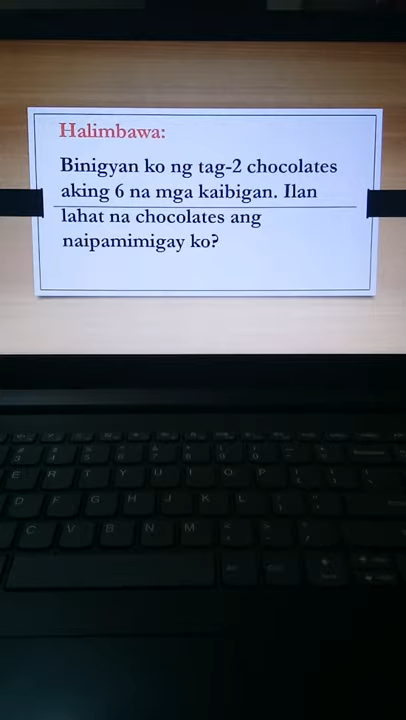 Halimbawa:
Binigyan ko ng tag-2 chocolates
aking 6 na mga kaibigan. Ilan
lahat na chocolates ang
naipamimigay ko?
E R T Y U I O P
D F G H J K L
C V B N M